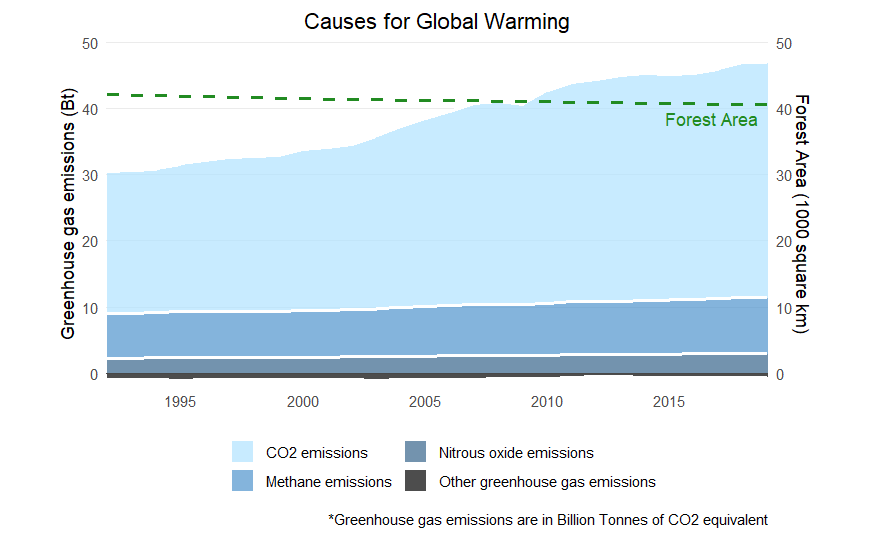 Causes for Global Warming
Greenhouse gas emissions (Bt)
50
40
30
20
10
0
50
40
30
20
10
0
Forest Area (1000 square km)
Forest Area
1995 2000 2005 2010 2015
CO2 emissions
Nitrous oxide emissions
Methane emissions
Other greenhouse gas emissions
*Greenhouse gas emissions are in Billion Tonnes of CO2 equivalent